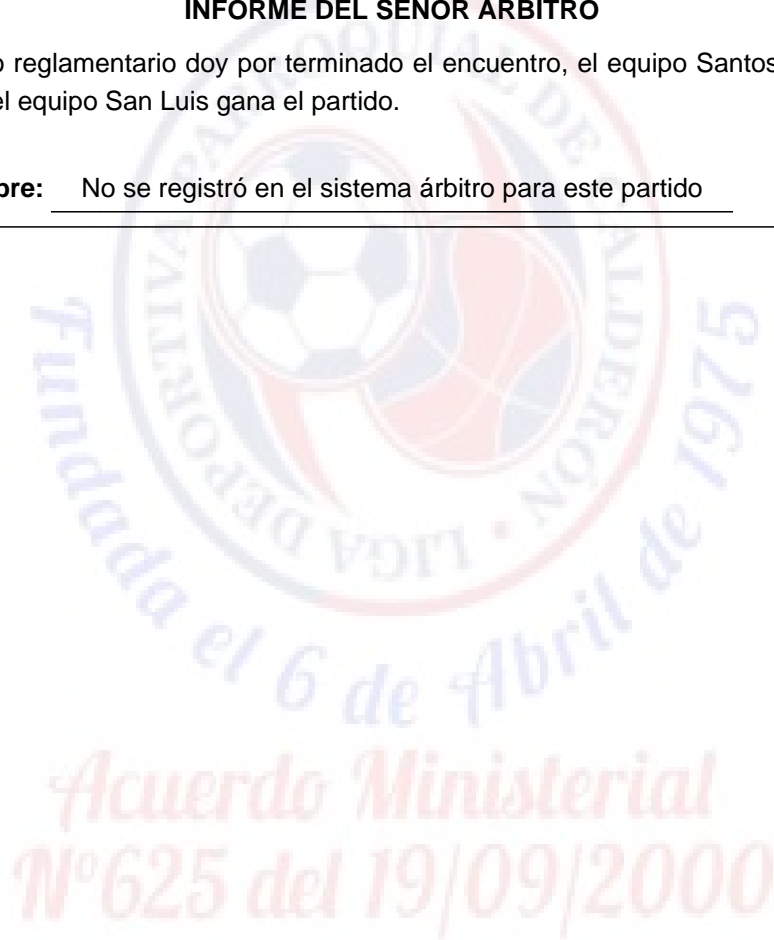 INFORME DEL SEÑOR ÁRBITRO
o reglamentario doy por terminado el encuentro, el equipo Santos
el equipo San Luis gana el partido.
bre: No se registró en el sistema árbitro para este partido
LIGA DEPORTIVA PARROQUIAL DE CALDERÓN
Fundada el 6 de Abril de 1975
Acuerdo Ministerial
N°625 del 19/09/2000